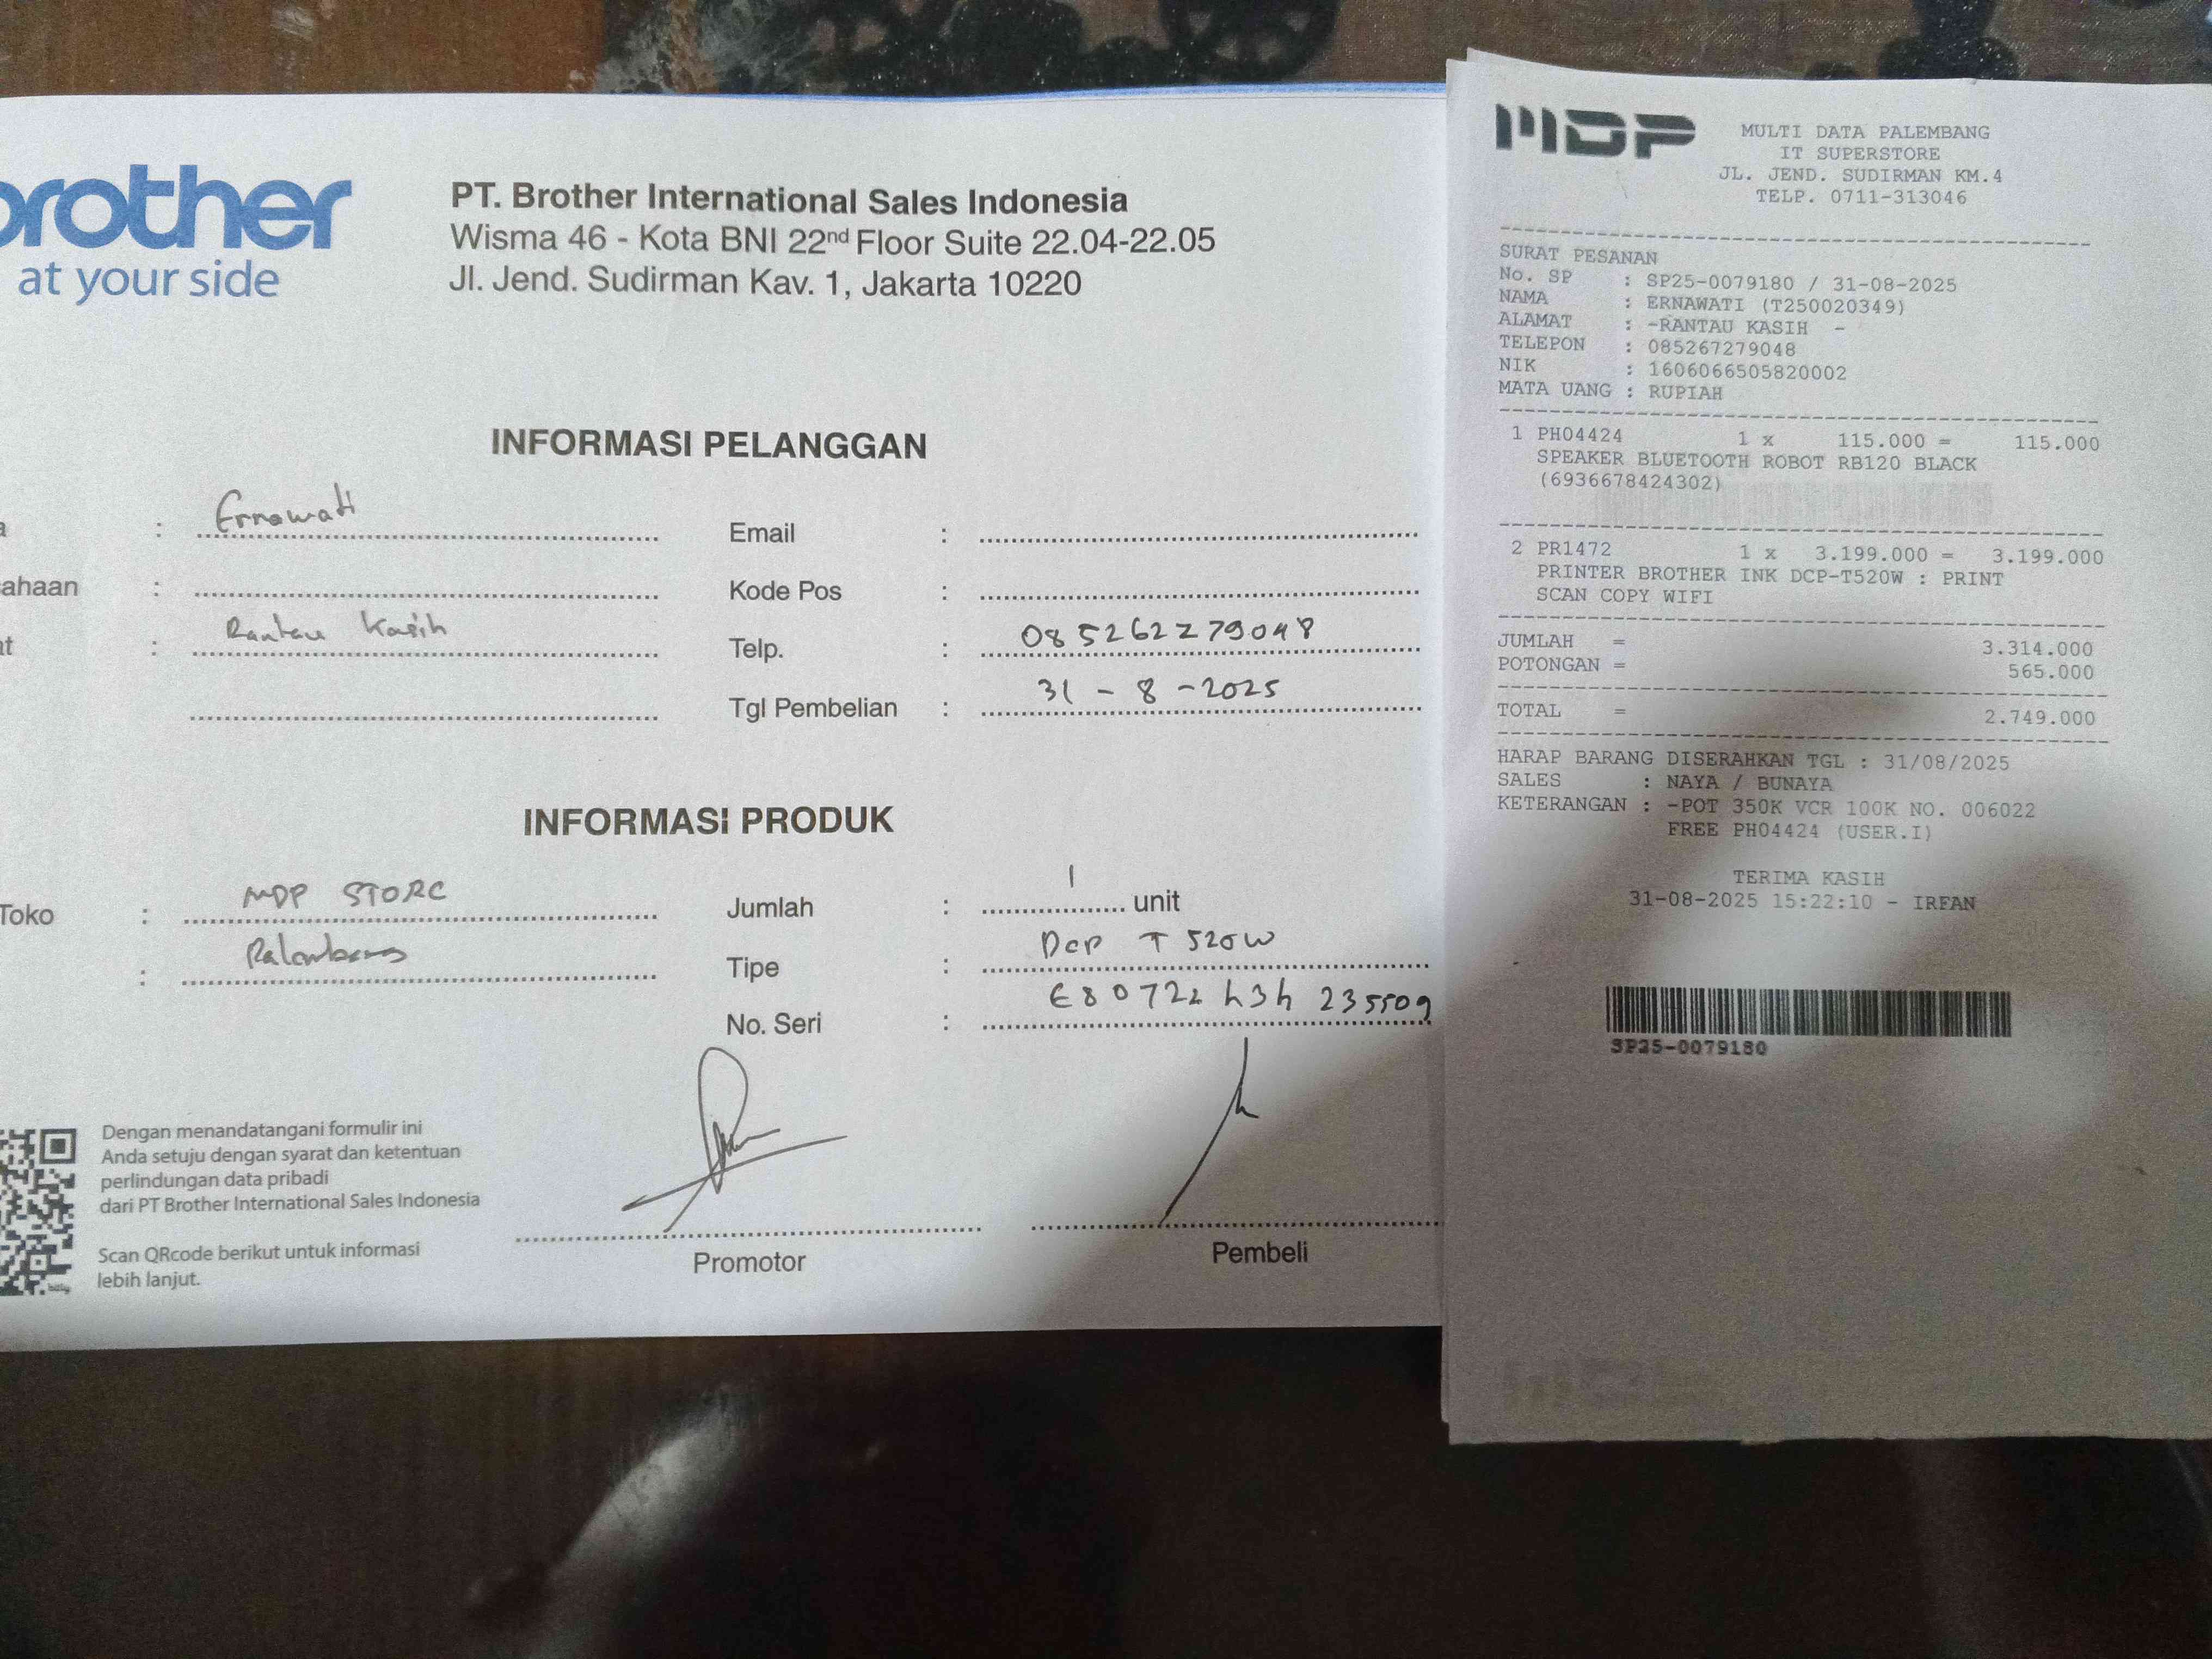 brother
at your side
PT. Brother International Sales Indonesia
Wisma 46 - Kota BNI 22nd Floor Suite 22.04-22.05
Jl. Jend. Sudirman Kav. 1, Jakarta 10220
INFORMASI PELANGGAN
a : Ernawati
Email :
ahaan :
Kode Pos :
at : Rantau Kasih
Telp. : 085262279048
Tgl Pembelian : 31 - 8 - 2025
INFORMASI PRODUK
Toko : MDP STORE
Jumlah : 1 unit
: Palembang
Tipe : DCP T 520W
No. Seri : E80722 h3h 235509
Dengan menandatangani formulir ini
Anda setuju dengan syarat dan ketentuan
perlindungan data pribadi
dari PT Brother International Sales Indonesia
Scan QRcode berikut untuk informasi
lebih lanjut.
Promotor
Pembeli
MDP
MULTI DATA PALEMBANG
IT SUPERSTORE
JL. JEND. SUDIRMAN KM.4
TELP. 0711-313046
SURAT PESANAN
No. SP : SP25-0079180 / 31-08-2025
NAMA : ERNAWATI (T250020349)
ALAMAT : -RANTAU KASIH -
TELEPON : 085267279048
NIK : 1606066505820002
MATA UANG : RUPIAH
1 PH04424 1 x 115.000 = 115.000
SPEAKER BLUETOOTH ROBOT RB120 BLACK
(6936678424302)
2 PR1472 1 x 3.199.000 = 3.199.000
PRINTER BROTHER INK DCP-T520W : PRINT
SCAN COPY WIFI
JUMLAH = 3.314.000
POTONGAN = 565.000
TOTAL = 2.749.000
HARAP BARANG DISERAHKAN TGL : 31/08/2025
SALES : NAYA / BUNAYA
KETERANGAN : -POT 350K VCR 100K NO. 006022
FREE PH04424 (USER.I)
TERIMA KASIH
31-08-2025 15:22:10 - IRFAN
SP25-0079180